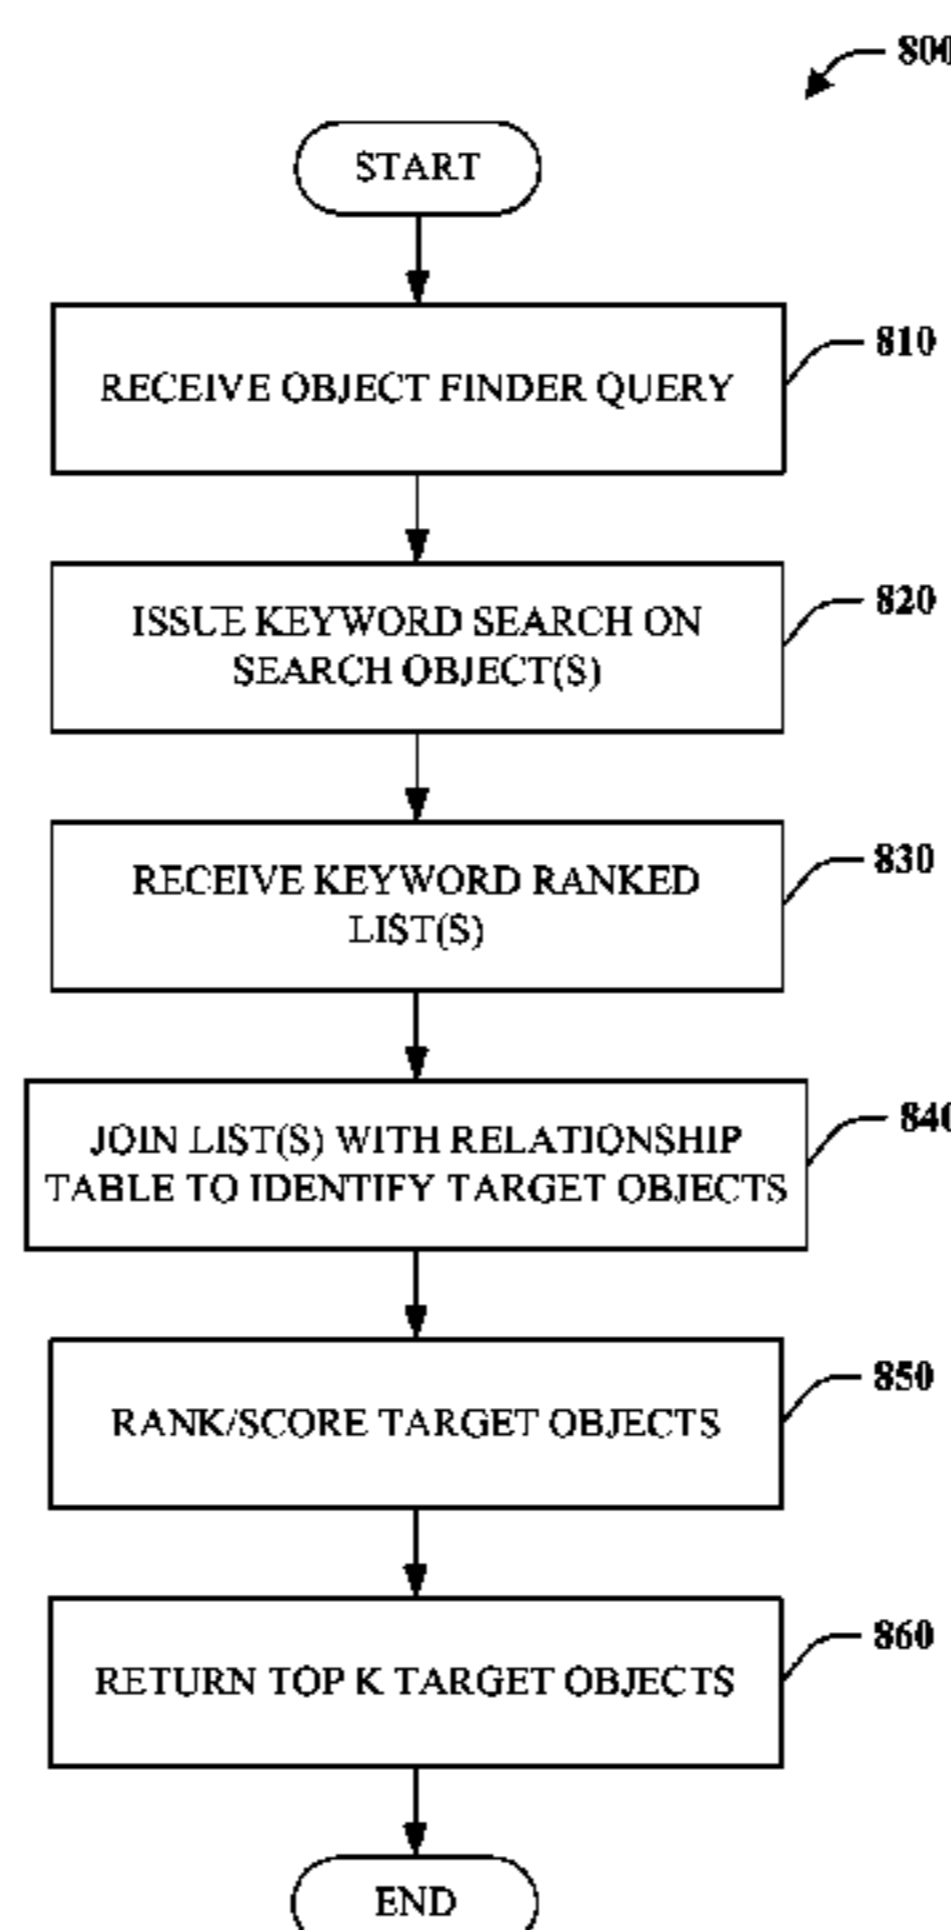 800
START
RECEIVE OBJECT FINDER QUERY
810
ISSUE KEYWORD SEARCH ON
SEARCH OBJECT(S)
820
RECEIVE KEYWORD RANKED
LIST(S)
830
JOIN LIST(S) WITH RELATIONSHIP
TABLE TO IDENTIFY TARGET OBJECTS
840
RANK/SCORE TARGET OBJECTS
850
RETURN TOP K TARGET OBJECTS
860
END